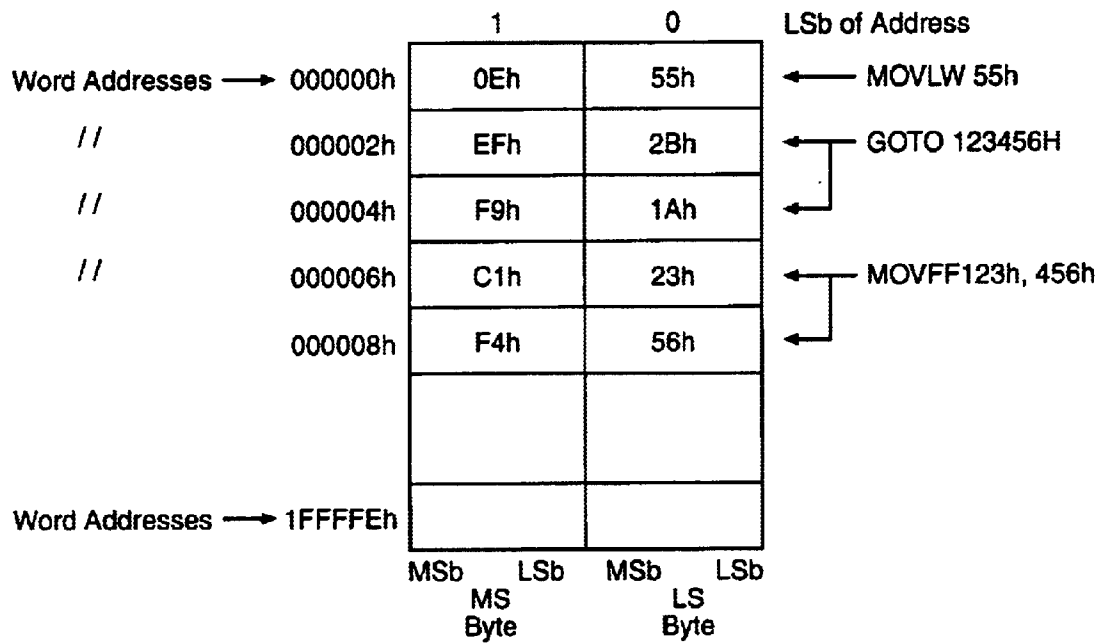 1 0 LSb of Address
Word Addresses 000000h 0Eh 55h MOVLW 55h
// 000002h EFh 2Bh GOTO 123456H
// 000004h F9h 1Ah
// 000006h C1h 23h MOVFF123h, 456h
000008h F4h 56h
Word Addresses 1FFFFEh
MSb LSb MSb LSb
MS LS
Byte Byte